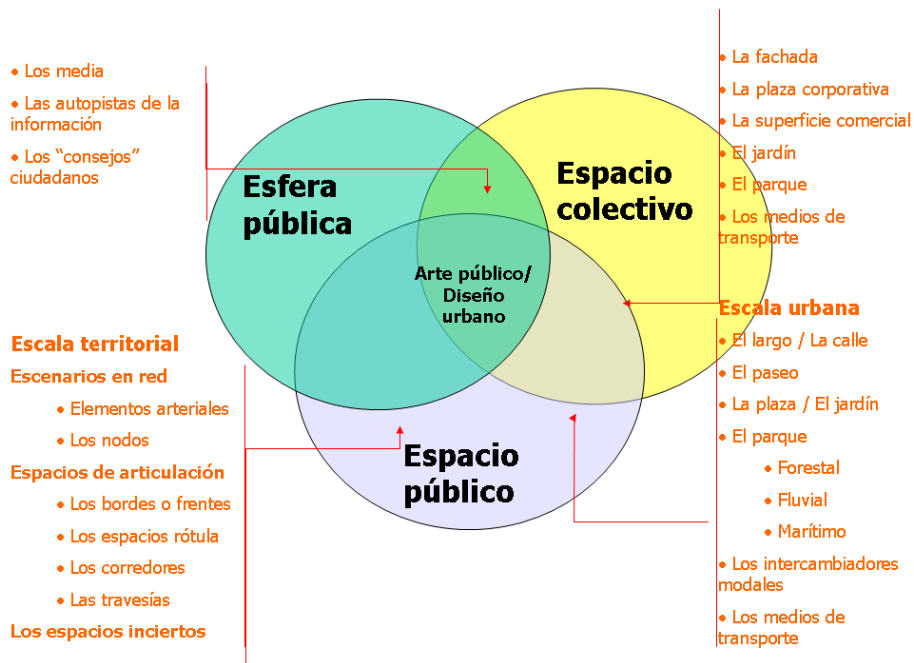 • Los media
• Las autopistas de la
información
• Los “consejos”
ciudadanos
Esfera
pública
Espacio
colectivo
• La fachada
• La plaza corporativa
• La superficie comercial
• El jardín
• El parque
• Los medios de
transporte
Arte público/
Diseño
urbano
Espacio
público
Escala territorial
Escenarios en red
• Elementos arteriales
• Los nodos
Espacios de articulación
• Los bordes o frentes
• Los espacios rótula
• Los corredores
• Las travesías
Los espacios inciertos
Escala urbana
• El largo / La calle
• El paseo
• La plaza / El jardín
• El parque
• Forestal
• Fluvial
• Marítimo
• Los intercambiadores
modales
• Los medios de
transporte